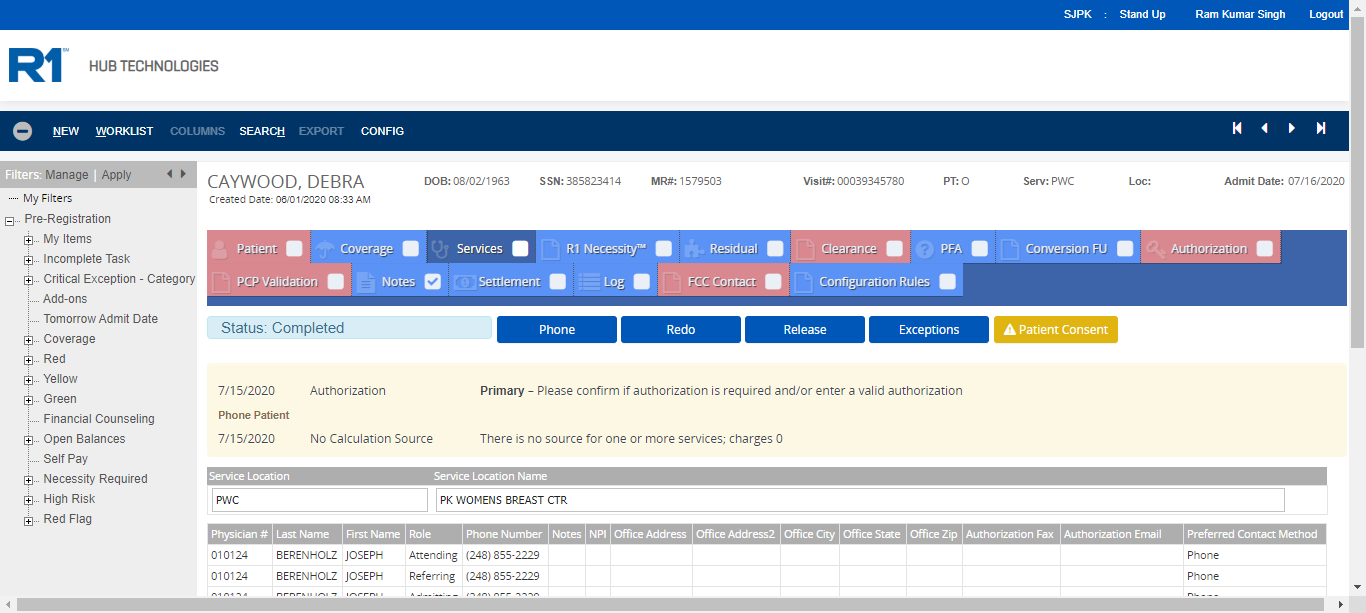 SJPK : Stand Up Ram Kumar Singh Logout
R1 HUB TECHNOLOGIES
NEW WORKLIST COLUMNS SEARCH EXPORT CONFIG
Filters: Manage | Apply
My Filters
Pre-Registration
My Items
Incomplete Task
Critical Exception - Category
Add-ons
Tomorrow Admit Date
Coverage
Red
Yellow
Green
Financial Counseling
Open Balances
Self Pay
Necessity Required
High Risk
Red Flag
CAYWOOD, DEBRA DOB: 08/02/1963 SSN: 385823414 MR#: 1579503 Visit#: 00039345780 PT: O Serv: PWC Loc: Admit Date: 07/16/2020
Created Date: 06/01/2020 08:33 AM
Patient Coverage Services R1 Necessity™ Residual Clearance PFA Conversion FU Authorization
PCP Validation Notes Settlement Log FCC Contact Configuration Rules
Status: Completed Phone Redo Release Exceptions Patient Consent
7/15/2020 Authorization Primary – Please confirm if authorization is required and/or enter a valid authorization
Phone Patient
7/15/2020 No Calculation Source There is no source for one or more services; charges 0
Service Location Service Location Name
PWC PK WOMENS BREAST CTR
Physician # Last Name First Name Role Phone Number Notes NPI Office Address Office Address2 Office City Office State Office Zip Authorization Fax Authorization Email Preferred Contact Method
010124 BERENHOLZ JOSEPH Attending (248) 855-2229 Phone
010124 BERENHOLZ JOSEPH Referring (248) 855-2229 Phone